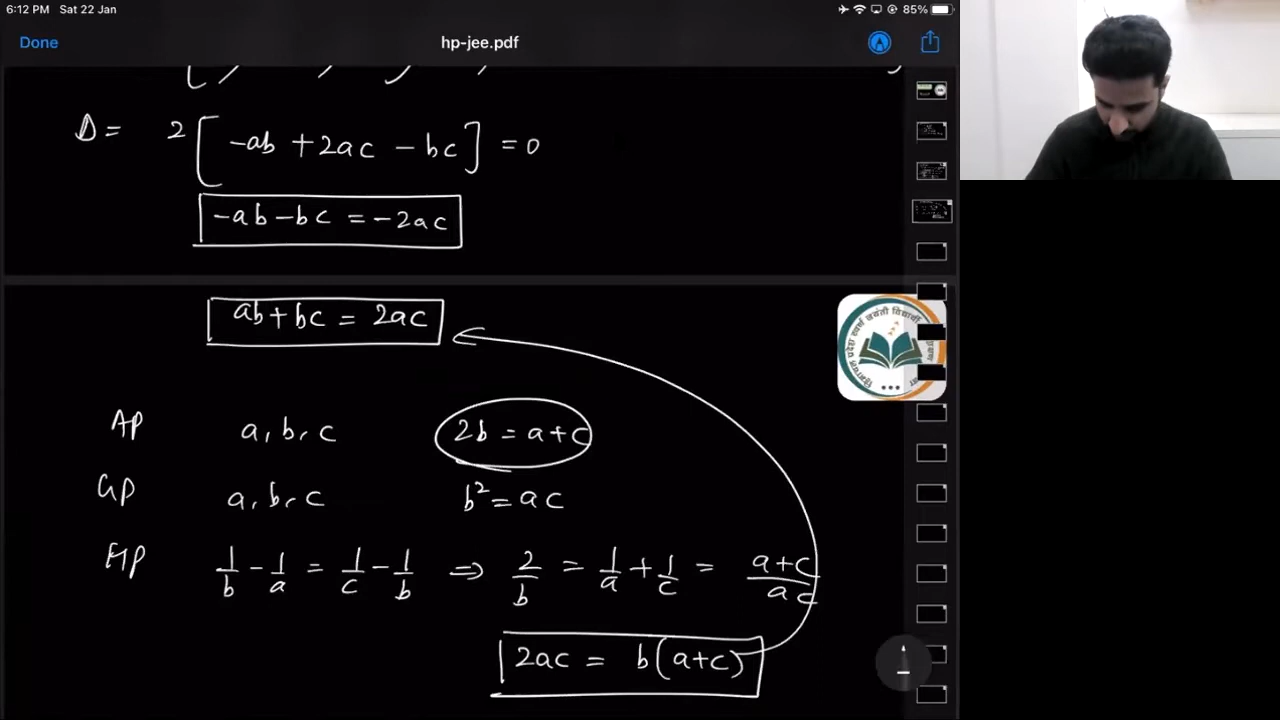 6:12 PM Sat 22 Jan
85%
Done
hp-jee.pdf
D = 2 [ -ab + 2ac - bc ] = 0
-ab - bc = -2ac
ab + bc = 2ac
AP a, b, c 2b = a+c
GP a, b, c b² = ac
HP 1/b - 1/a = 1/c - 1/b ⇒ 2/b = 1/a + 1/c = a+c/ac
2ac = b(a+c)